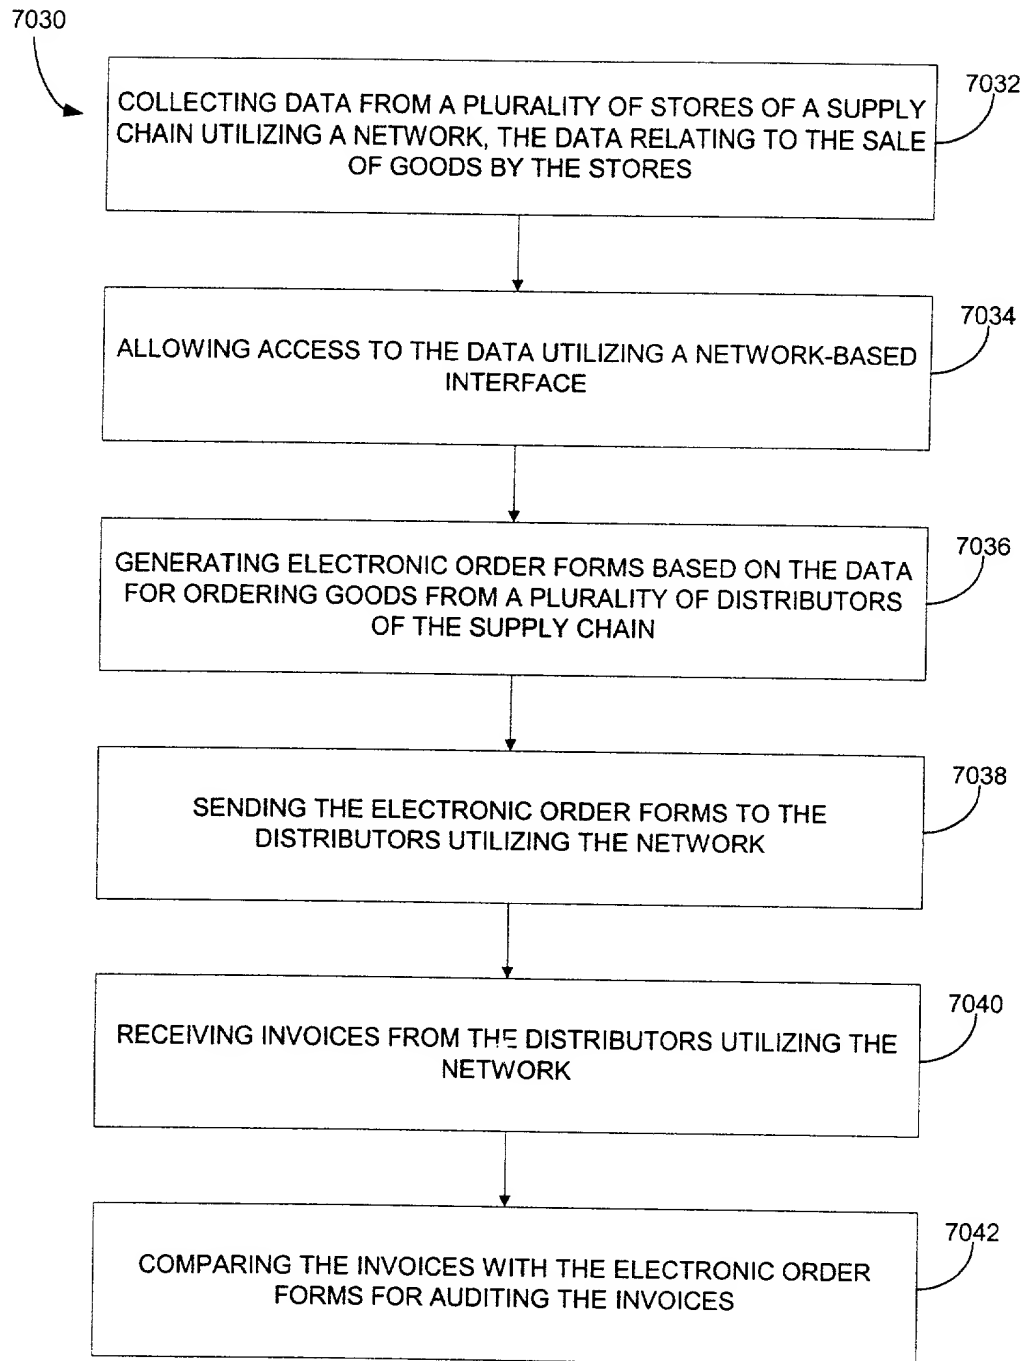 7030
7032
COLLECTING DATA FROM A PLURALITY OF STORES OF A SUPPLY
CHAIN UTILIZING A NETWORK, THE DATA RELATING TO THE SALE
OF GOODS BY THE STORES
7034
ALLOWING ACCESS TO THE DATA UTILIZING A NETWORK-BASED
INTERFACE
7036
GENERATING ELECTRONIC ORDER FORMS BASED ON THE DATA
FOR ORDERING GOODS FROM A PLURALITY OF DISTRIBUTORS
OF THE SUPPLY CHAIN
7038
SENDING THE ELECTRONIC ORDER FORMS TO THE
DISTRIBUTORS UTILIZING THE NETWORK
7040
RECEIVING INVOICES FROM THE DISTRIBUTORS UTILIZING THE
NETWORK
7042
COMPARING THE INVOICES WITH THE ELECTRONIC ORDER
FORMS FOR AUDITING THE INVOICES